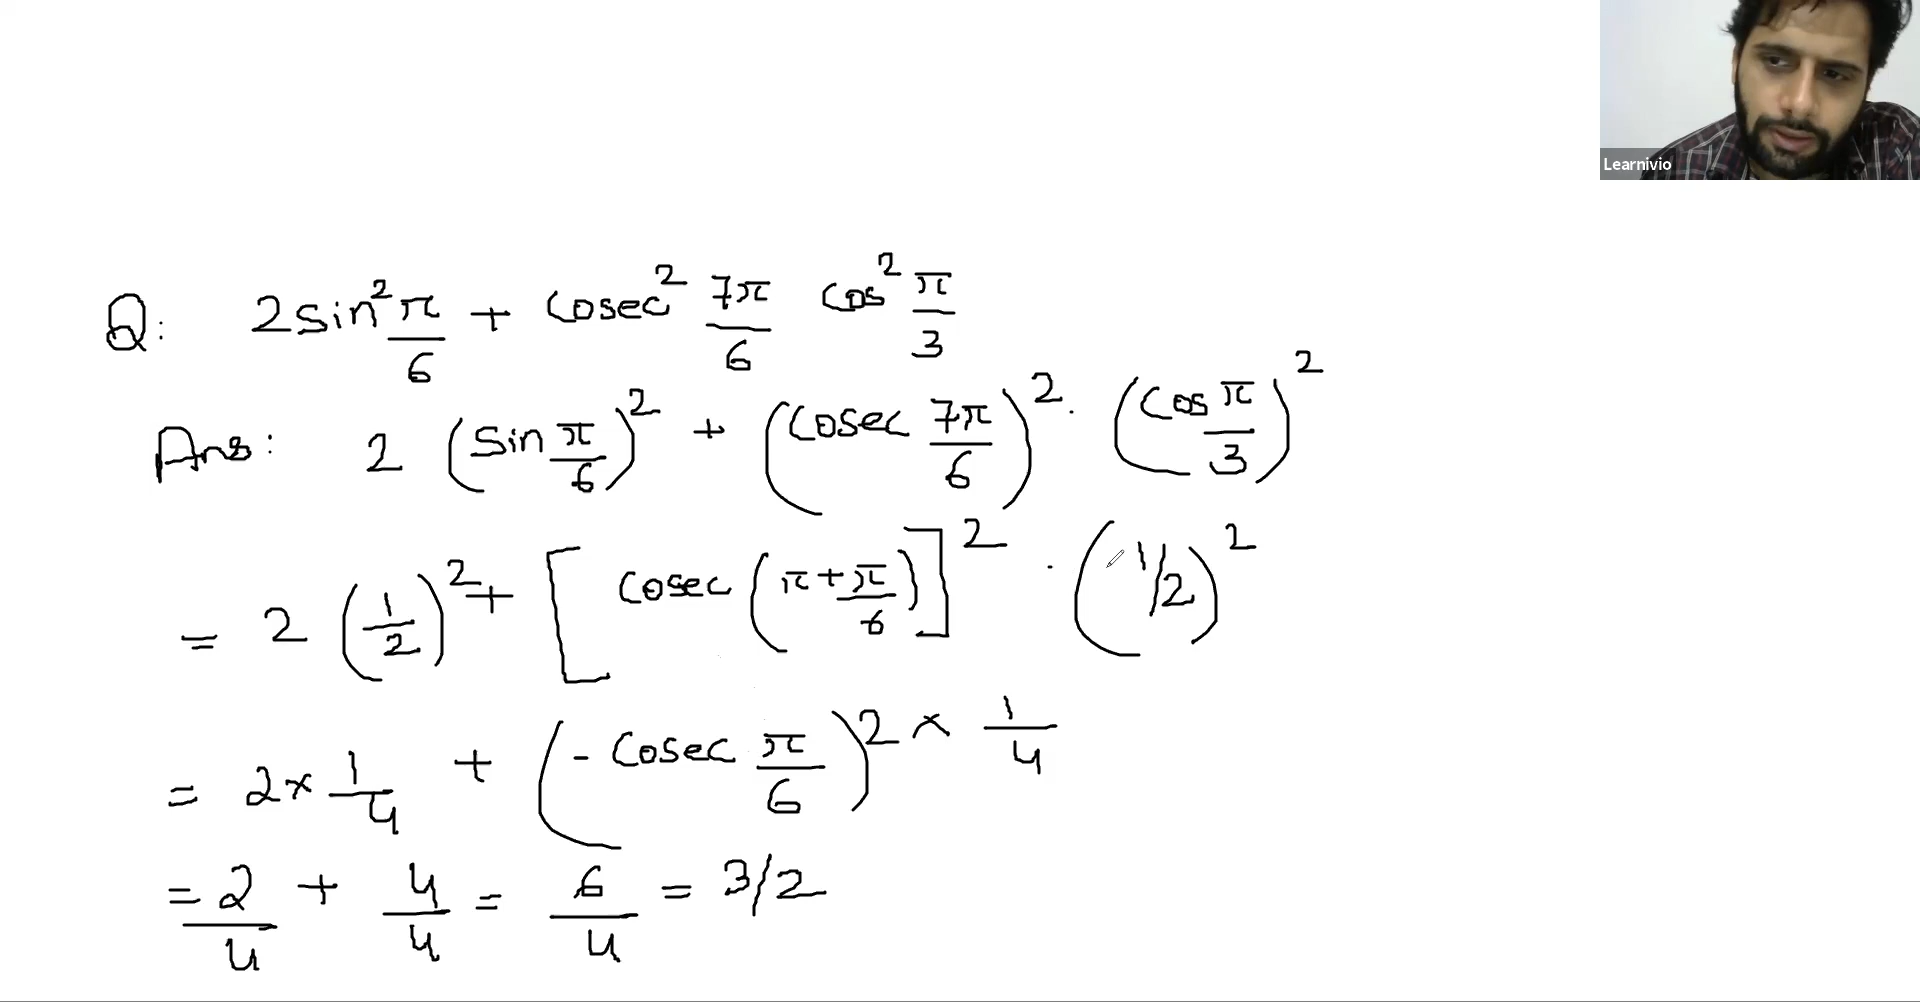 Learnivio
Q: 2sin²π/6 + cosec² 7π/6 cos² π/3
Ans: 2 (sin π/6)² + (cosec 7π/6)² · (cos π/3)²
= 2 (1/2)² + [cosec (π + π/6)]² · (1/2)²
= 2 × 1/4 + (- cosec π/6)² × 1/4
= 2/4 + 4/4 = 6/4 = 3/2